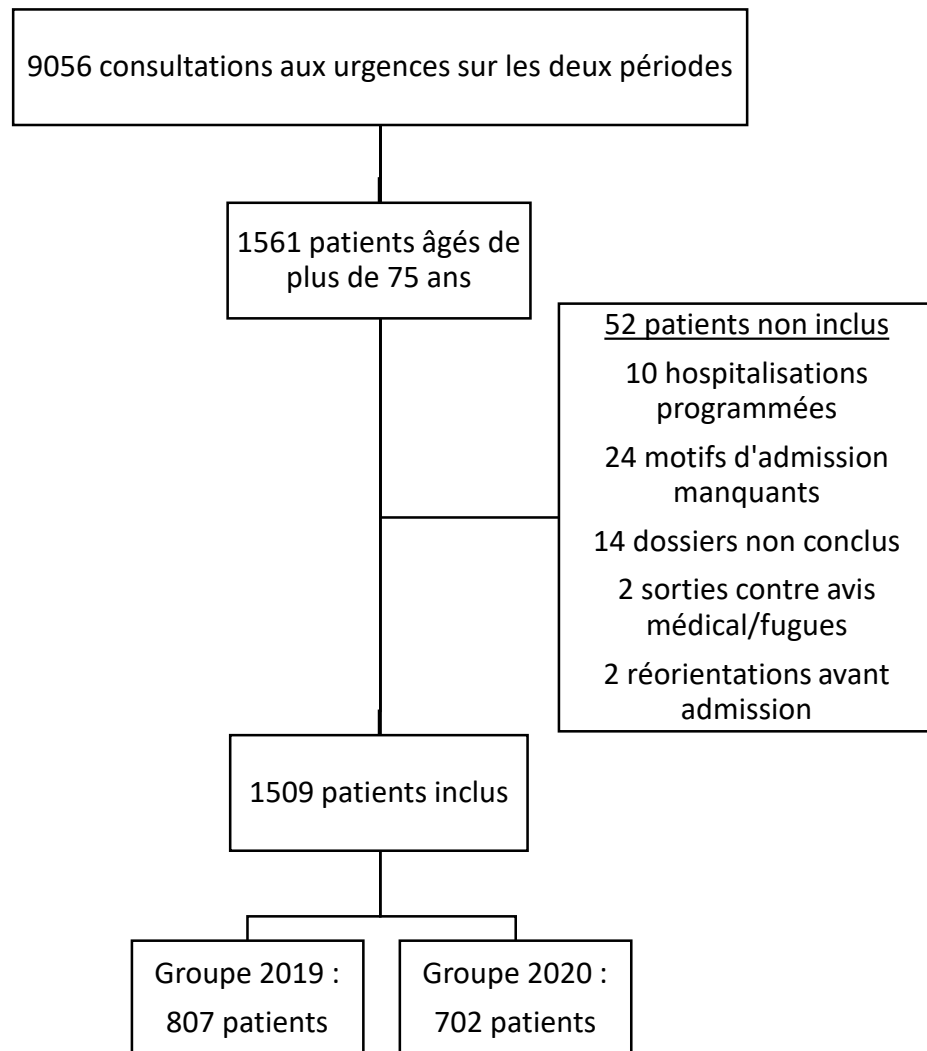 9056 consultations aux urgences sur les deux périodes
1561 patients âgés de
plus de 75 ans
52 patients non inclus
10 hospitalisations
programmées
24 motifs d'admission
manquants
14 dossiers non conclus
2 sorties contre avis
médical/fugues
2 réorientations avant
admission
1509 patients inclus
Groupe 2019 :
807 patients
Groupe 2020 :
702 patients